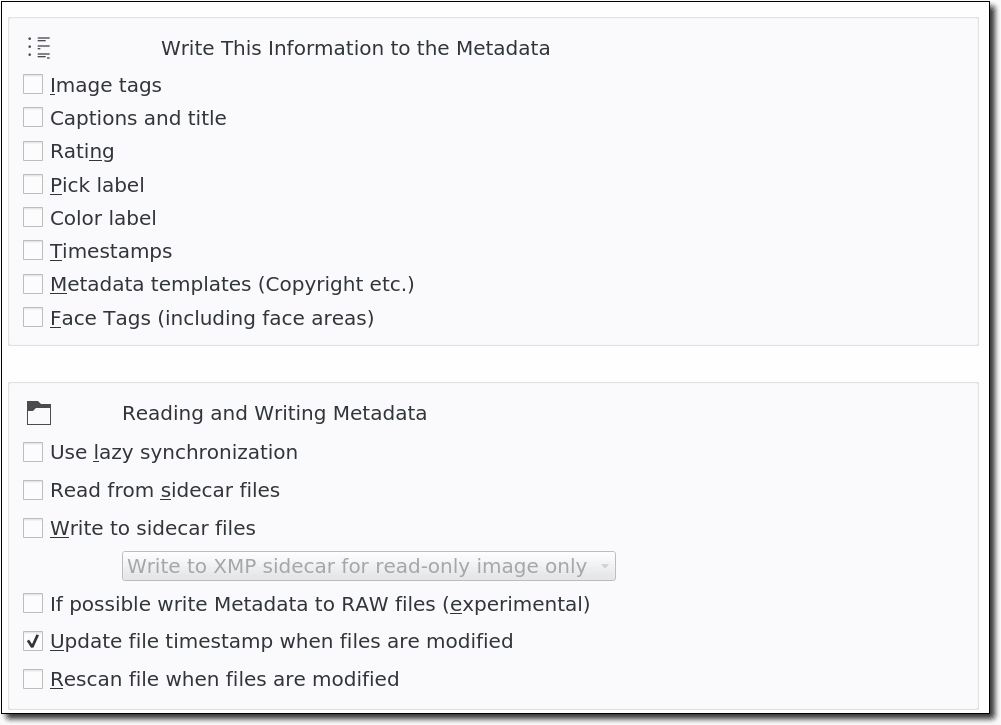 Write This Information to the Metadata
Image tags
Captions and title
Rating
Pick label
Color label
Timestamps
Metadata templates (Copyright etc.)
Face Tags (including face areas)
Reading and Writing Metadata
Use lazy synchronization
Read from sidecar files
Write to sidecar files
Write to XMP sidecar for read-only image only
If possible write Metadata to RAW files (experimental)
Update file timestamp when files are modified
Rescan file when files are modified